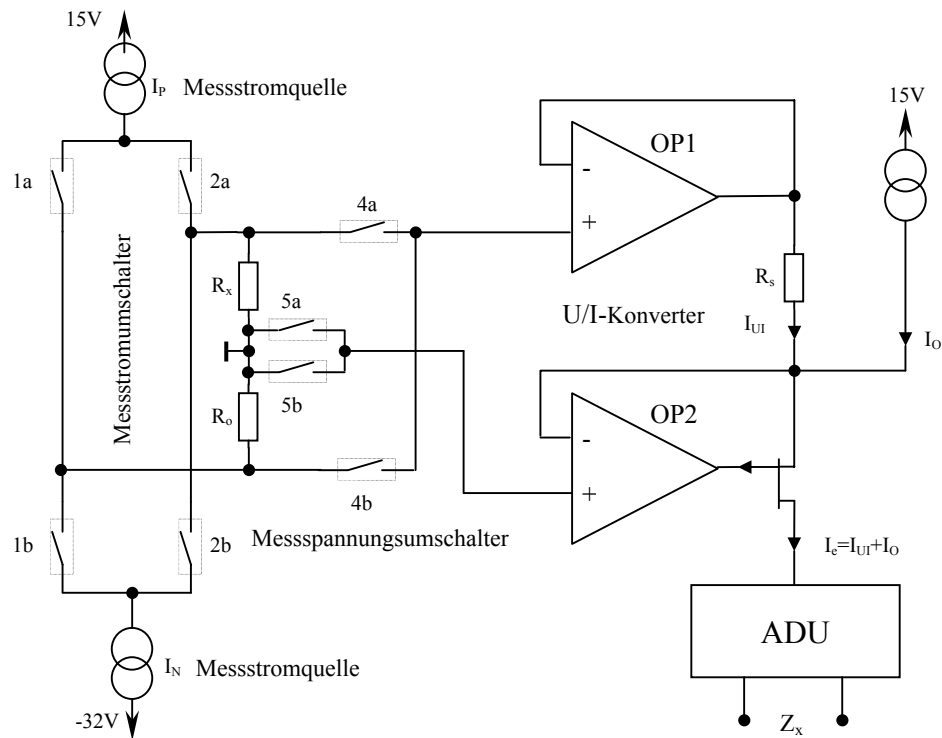 15V
I_P Messstromquelle
1a
2a
Messstromumschalter
4a
R_x
5a
5b
R_o
4b
1b
2b
Messspannungsumschalter
I_N Messstromquelle
-32V
OP1
-
+
15V
R_s
U/I-Konverter
I_UI
I_O
OP2
-
+
I_e=I_UI+I_O
ADU
Z_x